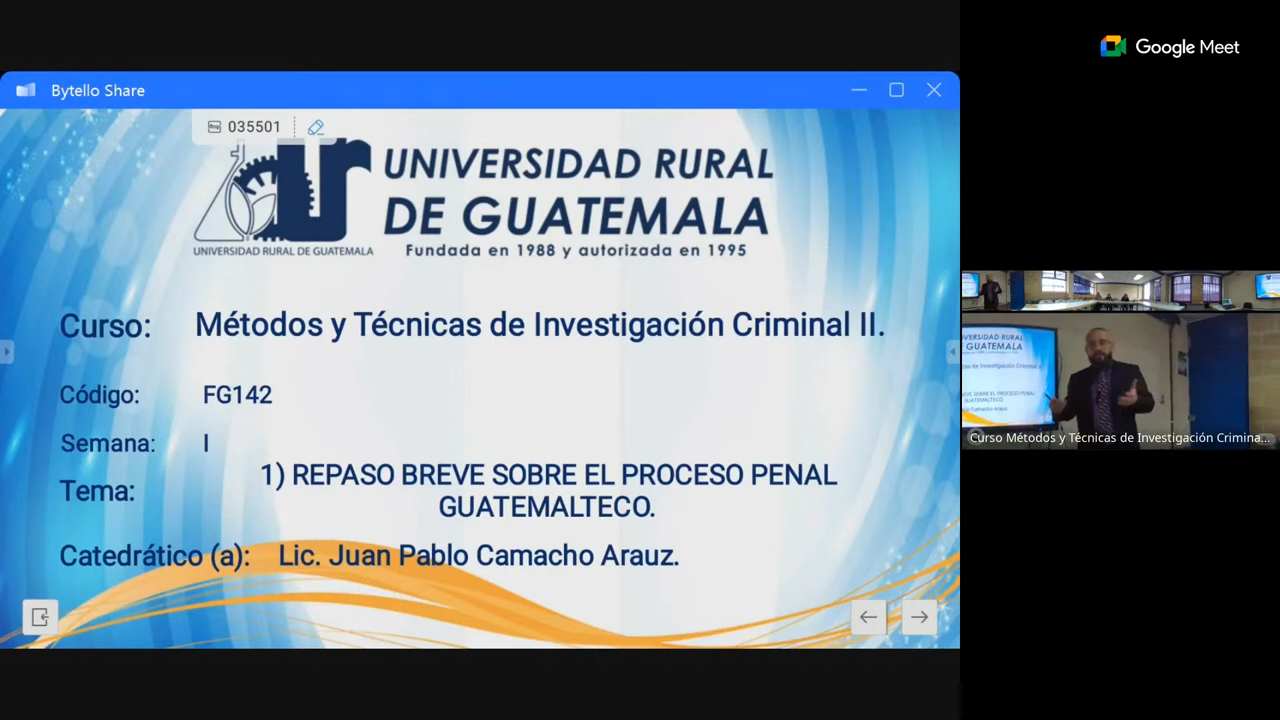 Google Meet
Bytello Share
035501
UNIVERSIDAD RURAL
DE GUATEMALA
Fundada en 1988 y autorizada en 1995
UNIVERSIDAD RURAL DE GUATEMALA
Curso: Métodos y Técnicas de Investigación Criminal II.
Código: FG142
Semana: I
Tema: 1) REPASO BREVE SOBRE EL PROCESO PENAL
GUATEMALTECO.
Catedrático (a): Lic. Juan Pablo Camacho Arauz.
Curso Métodos y Técnicas de Investigación Crimina...